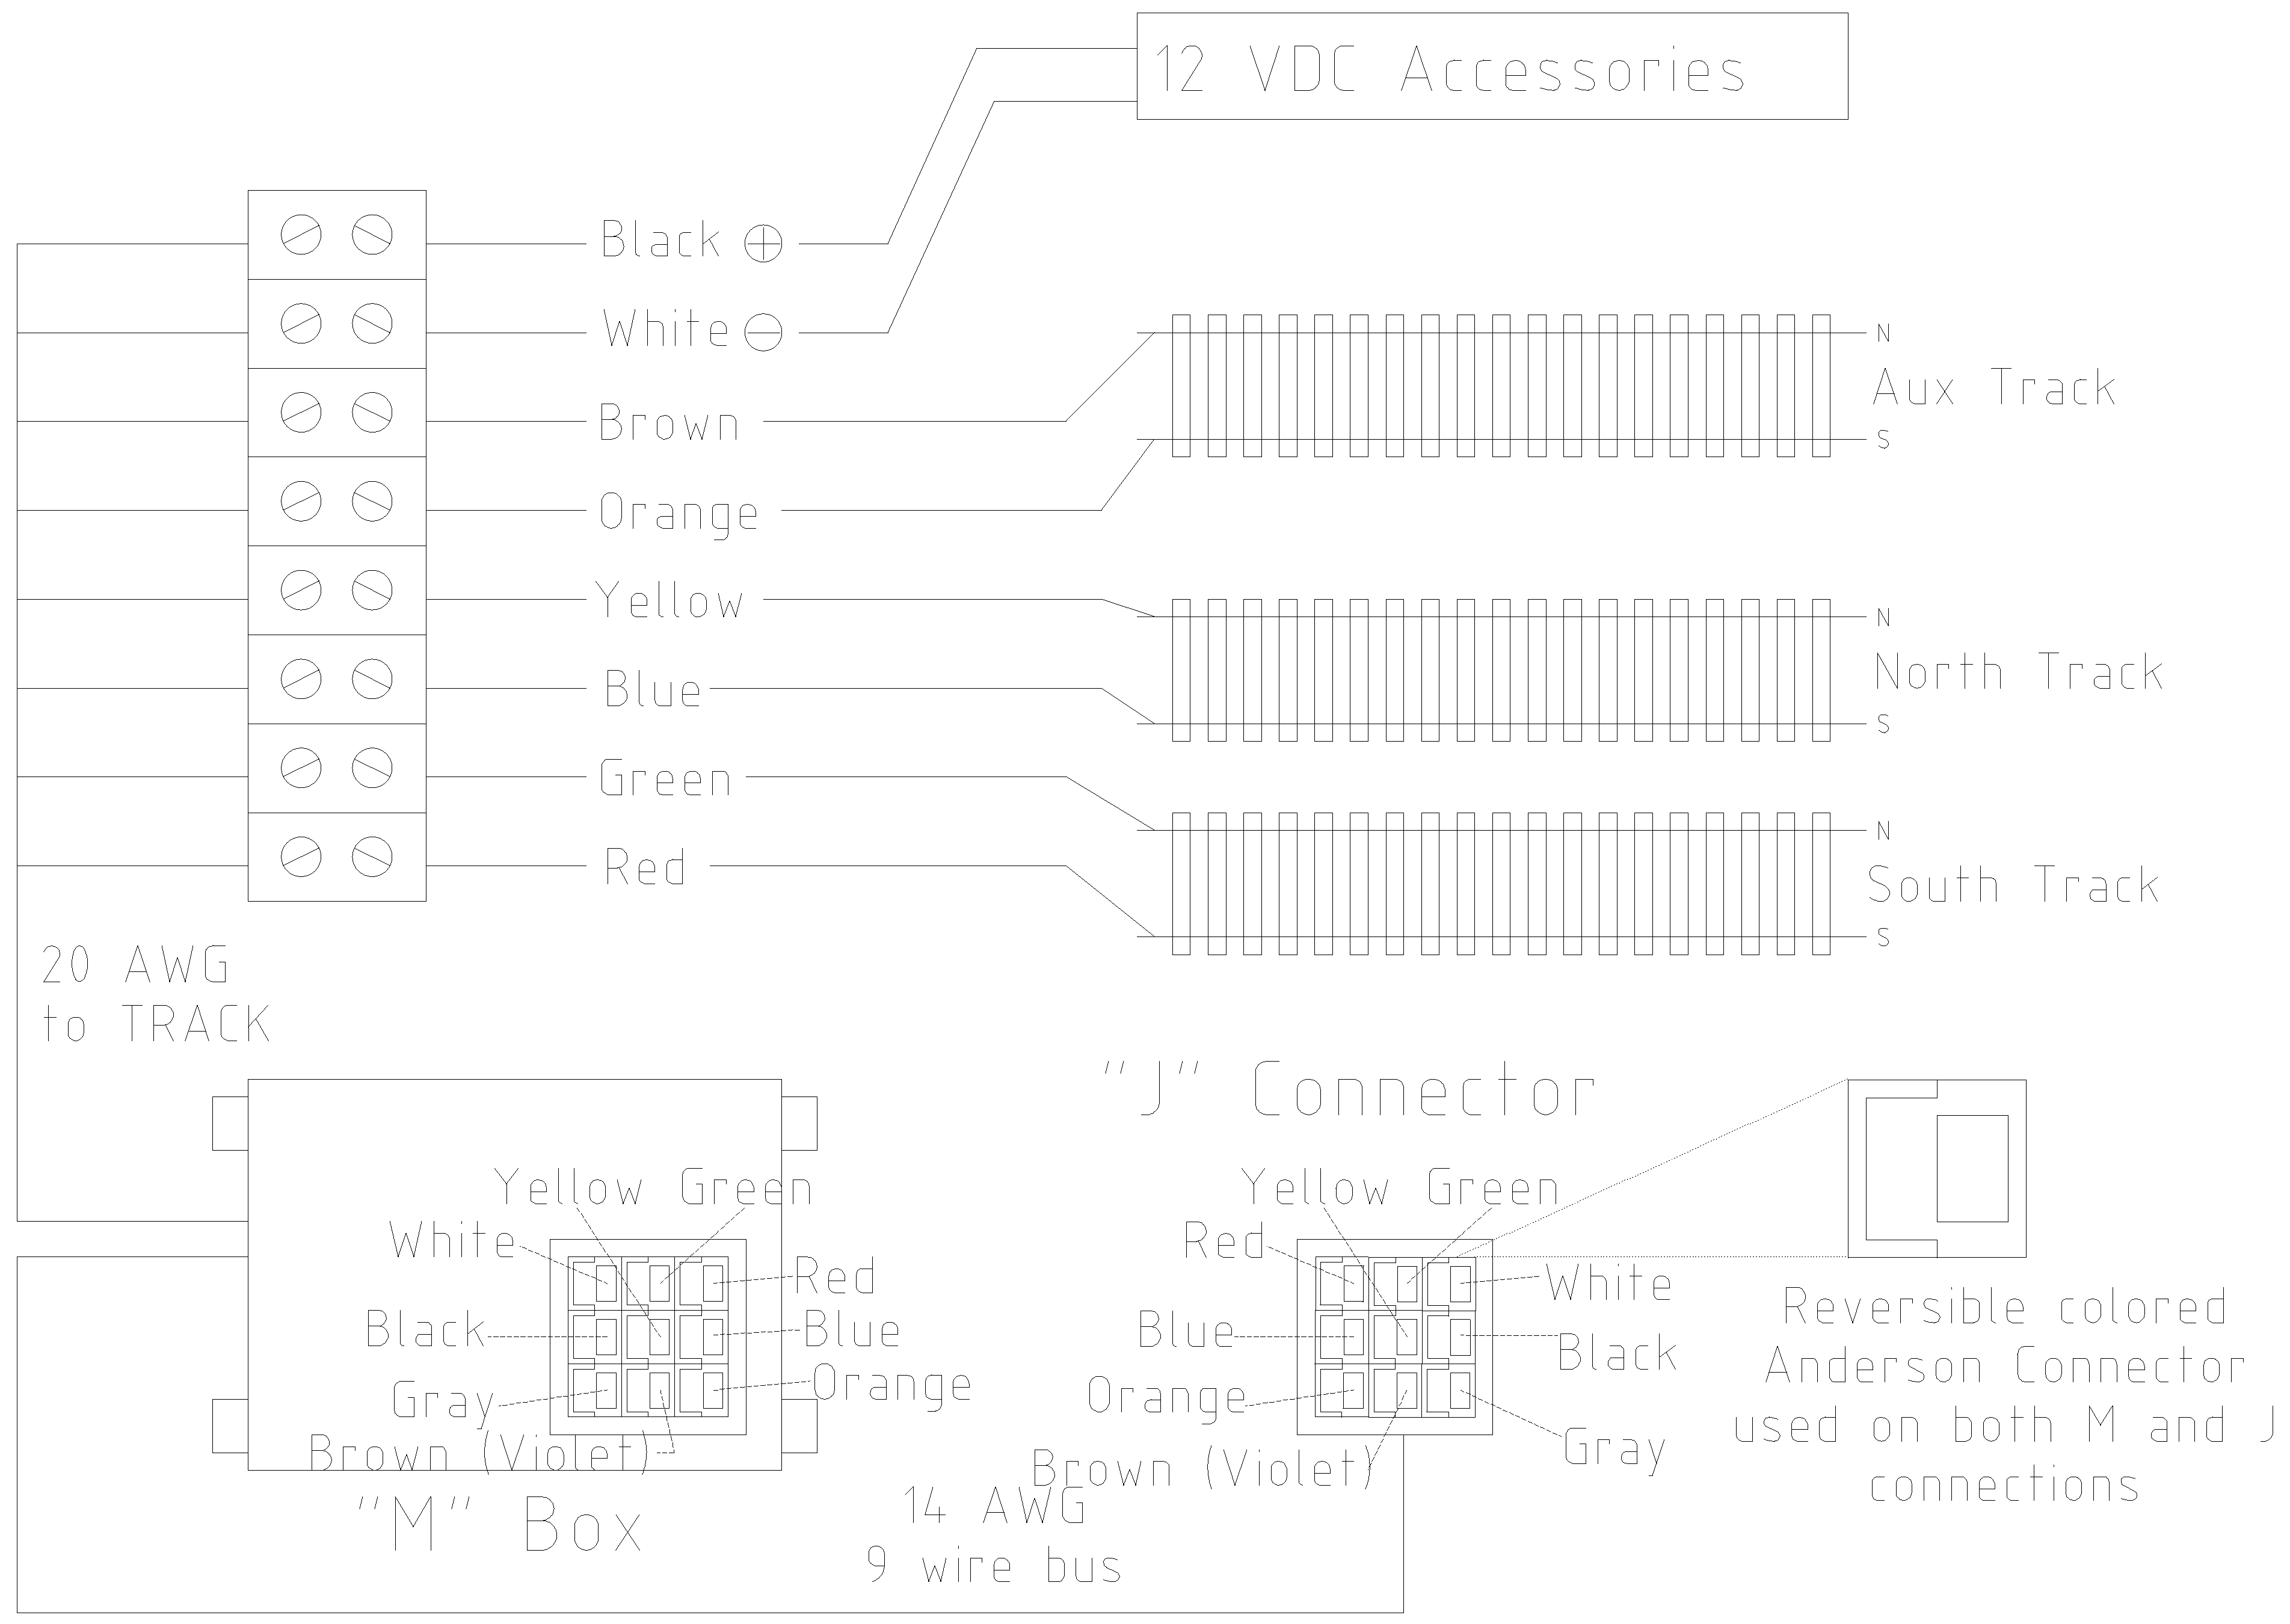 12 VDC Accessories
Black
White
Brown
Orange
Yellow
Blue
Green
Red
N
Aux Track
S
N
North Track
S
N
South Track
S
20 AWG
to TRACK
"J" Connector
Yellow Green
White
Red
Black
Blue
Gray
Orange
Brown (Violet)
"M" Box
Yellow Green
Red
White
Blue
Black
Orange
Gray
Brown (Violet)
14 AWG
9 wire bus
Reversible colored
Anderson Connector
used on both M and J
connections